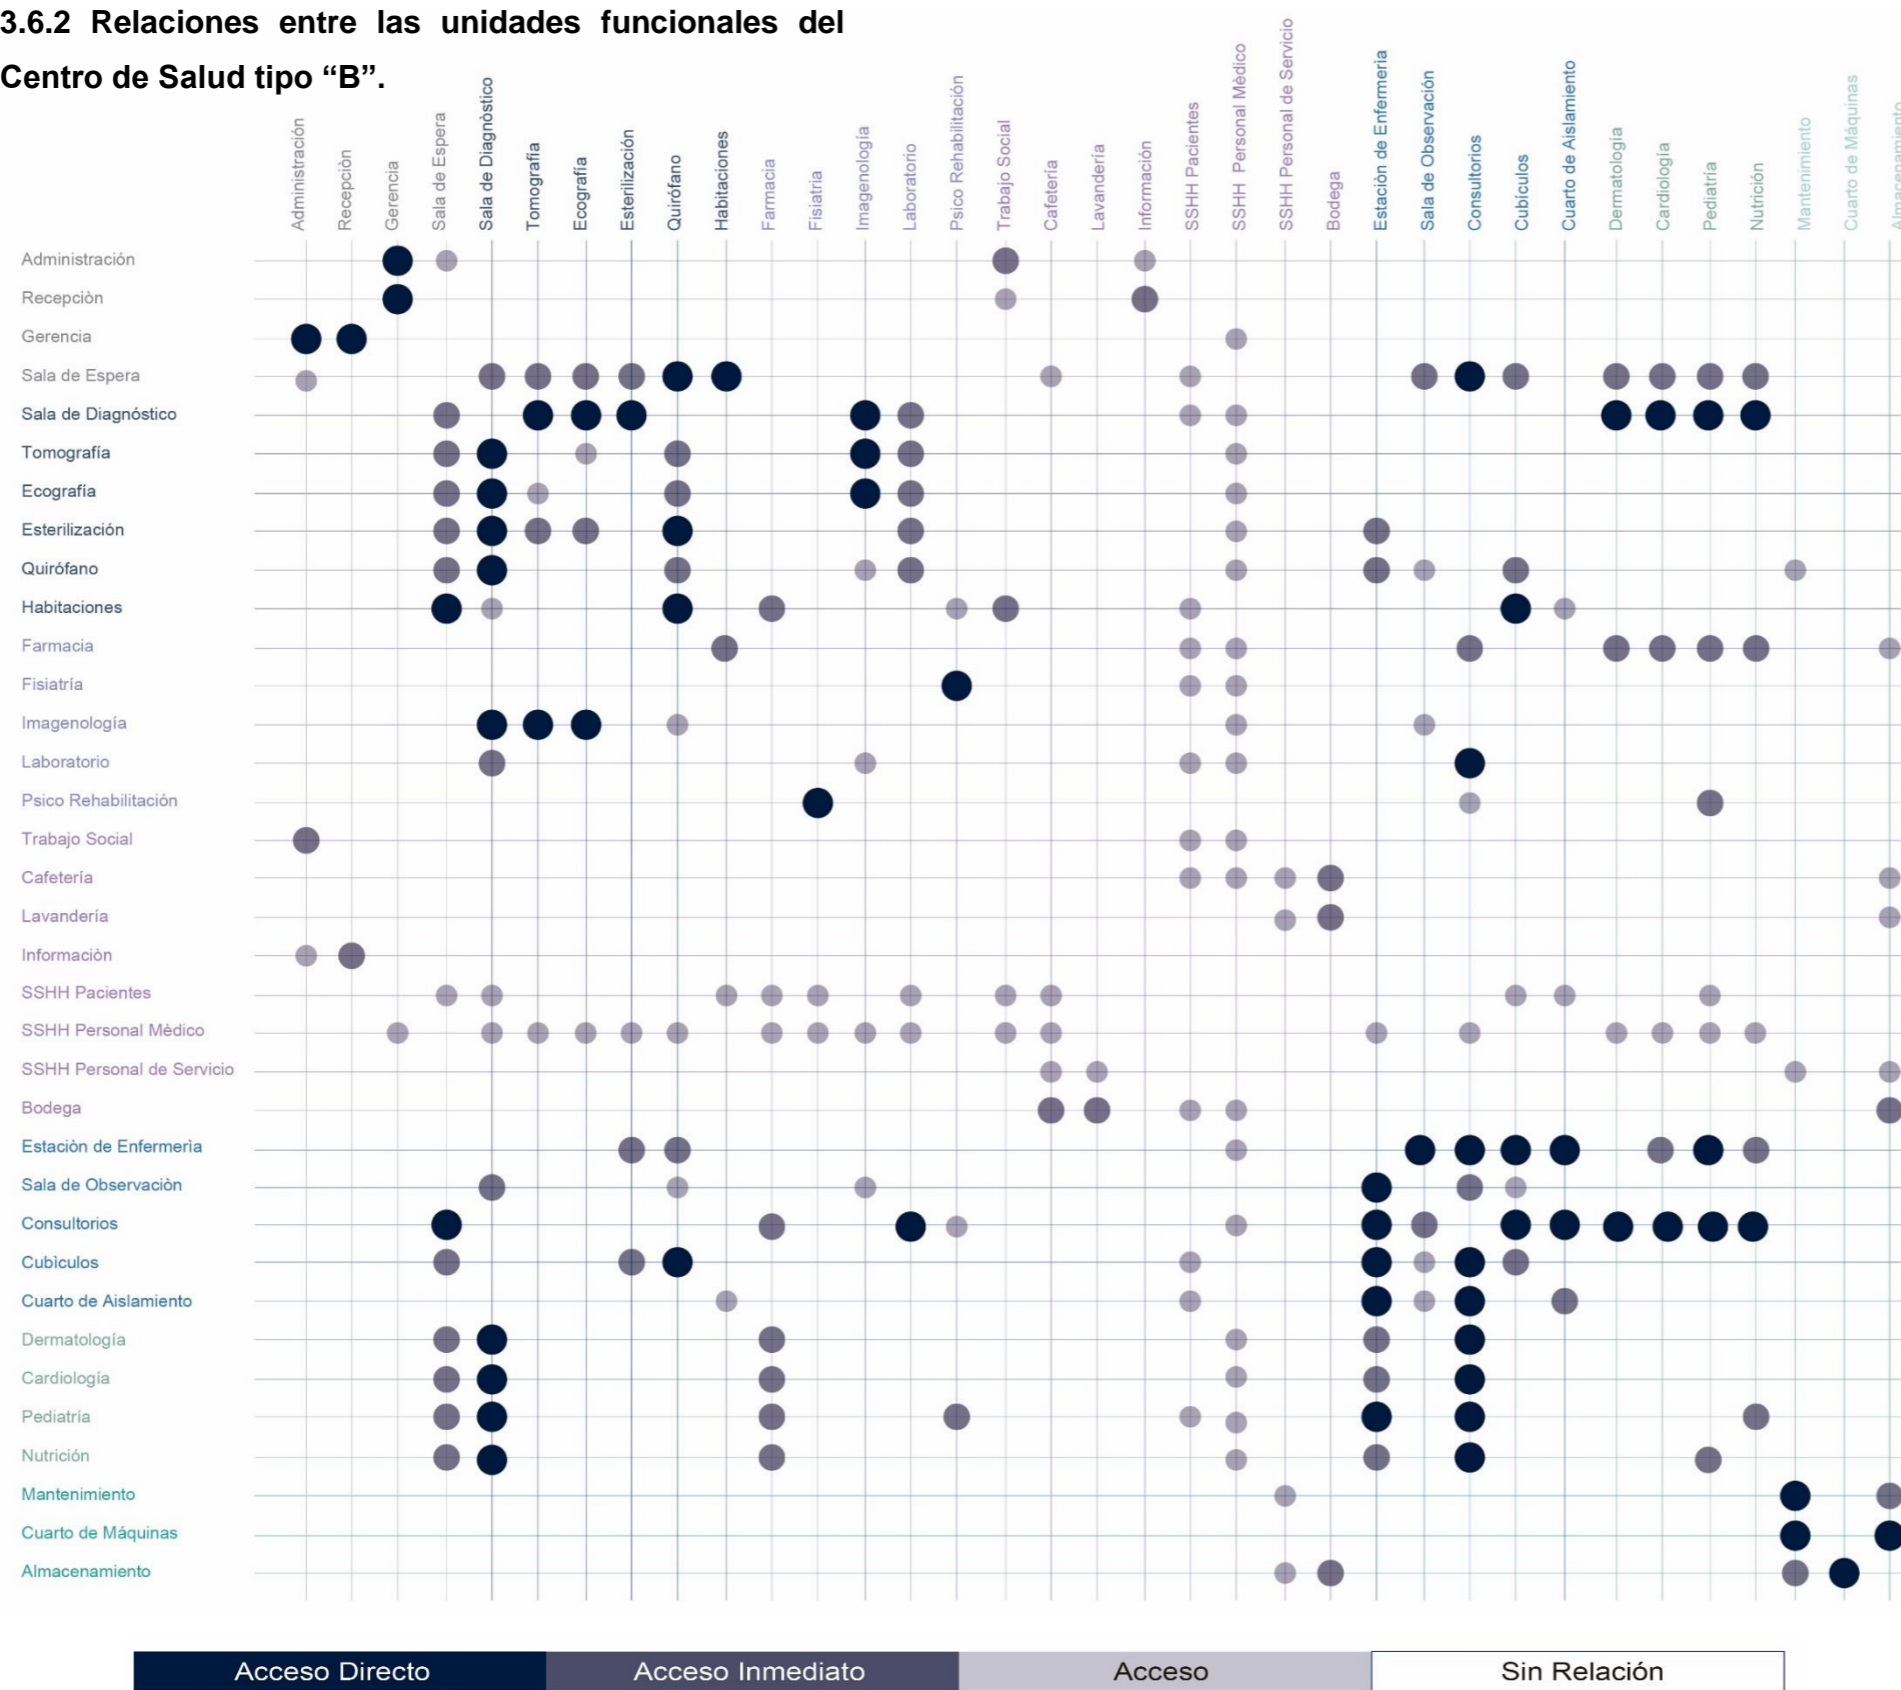 3.6.2 Relaciones entre las unidades funcionales del
Centro de Salud tipo “B”.
Administración
Recepciòn
Gerencia
Sala de Espera
Sala de Diagnòstico
Tomografía
Ecografía
Esterilización
Quirófano
Habitaciones
Farmacia
Fisiatría
Imagenología
Laboratorio
Psico Rehabilitación
Trabajo Social
Cafetería
Lavandería
Información
SSHH Pacientes
SSHH Personal Mèdico
SSHH Personal de Servicio
Bodega
Estación de Enfermería
Sala de Observación
Consultorios
Cubículos
Cuarto de Aislamiento
Dermatología
Cardiología
Pediatría
Nutrición
Mantenimiento
Cuarto de Máquinas
Almacenamiento
Administración
Recepciòn
Gerencia
Sala de Espera
Sala de Diagnóstico
Tomografía
Ecografía
Esterilización
Quirófano
Habitaciones
Farmacia
Fisiatría
Imagenología
Laboratorio
Psico Rehabilitación
Trabajo Social
Cafetería
Lavandería
Informaciòn
SSHH Pacientes
SSHH Personal Mèdico
SSHH Personal de Servicio
Bodega
Estaciòn de Enfermerìa
Sala de Observaciòn
Consultorios
Cubìculos
Cuarto de Aislamiento
Dermatología
Cardiología
Pediatría
Nutrición
Mantenimiento
Cuarto de Máquinas
Almacenamiento
Acceso Directo
Acceso Inmediato
Acceso
Sin Relación